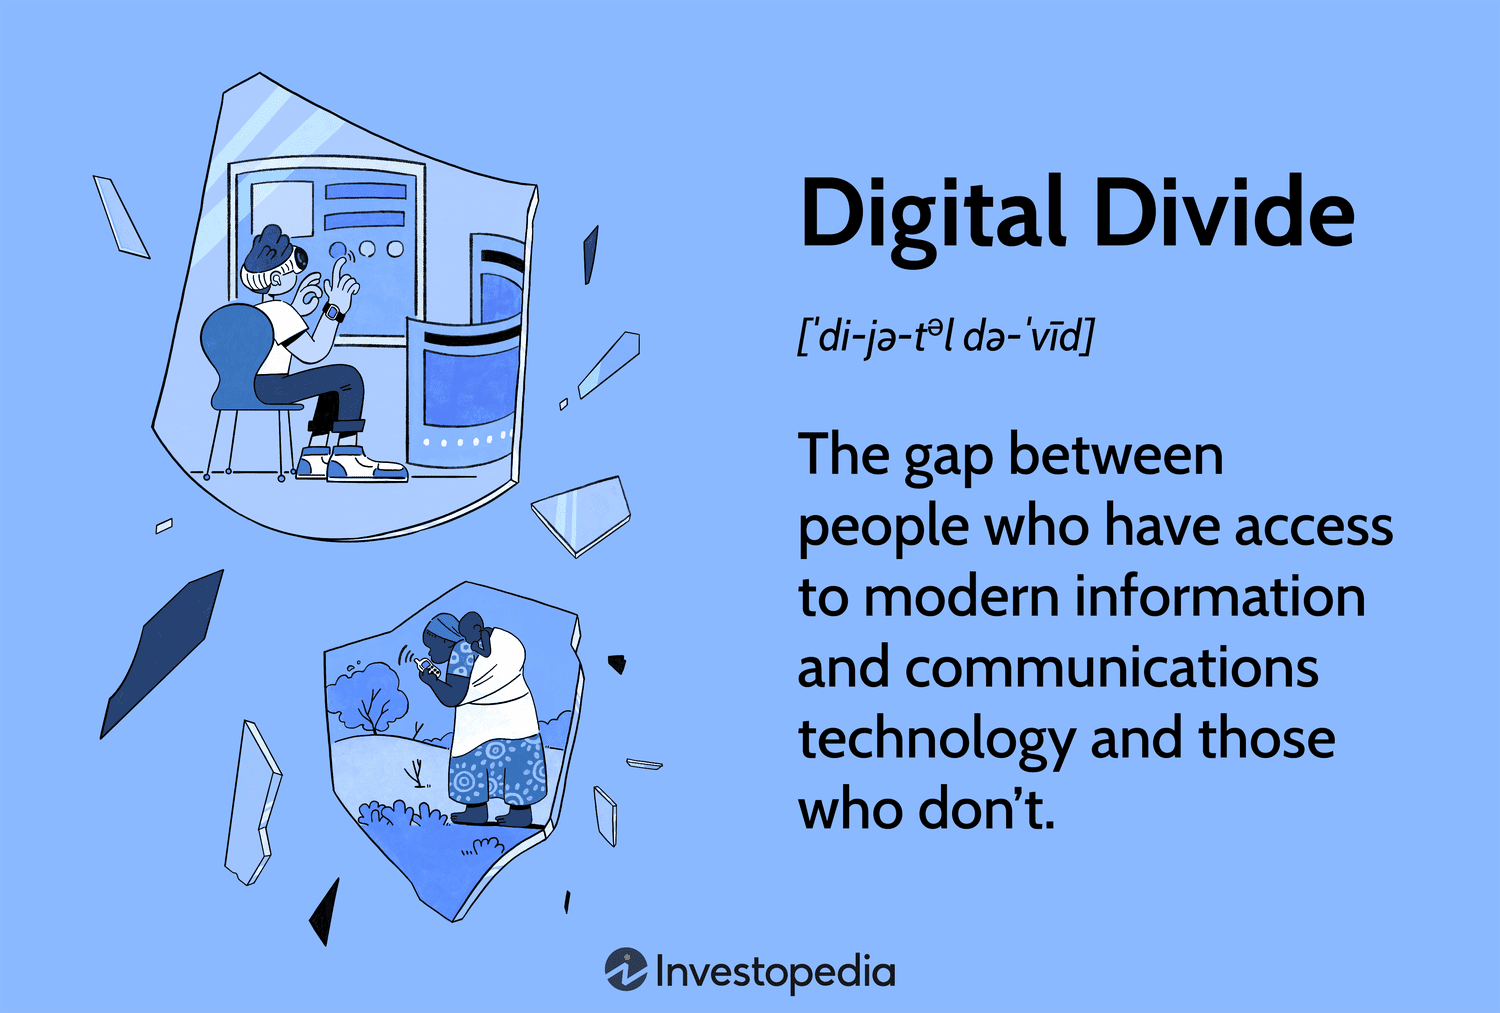 Digital Divide
[ˈdi-jə-tᵊl də-ˈvīd]
The gap between
people who have access
to modern information
and communications
technology and those
who don’t.
Investopedia